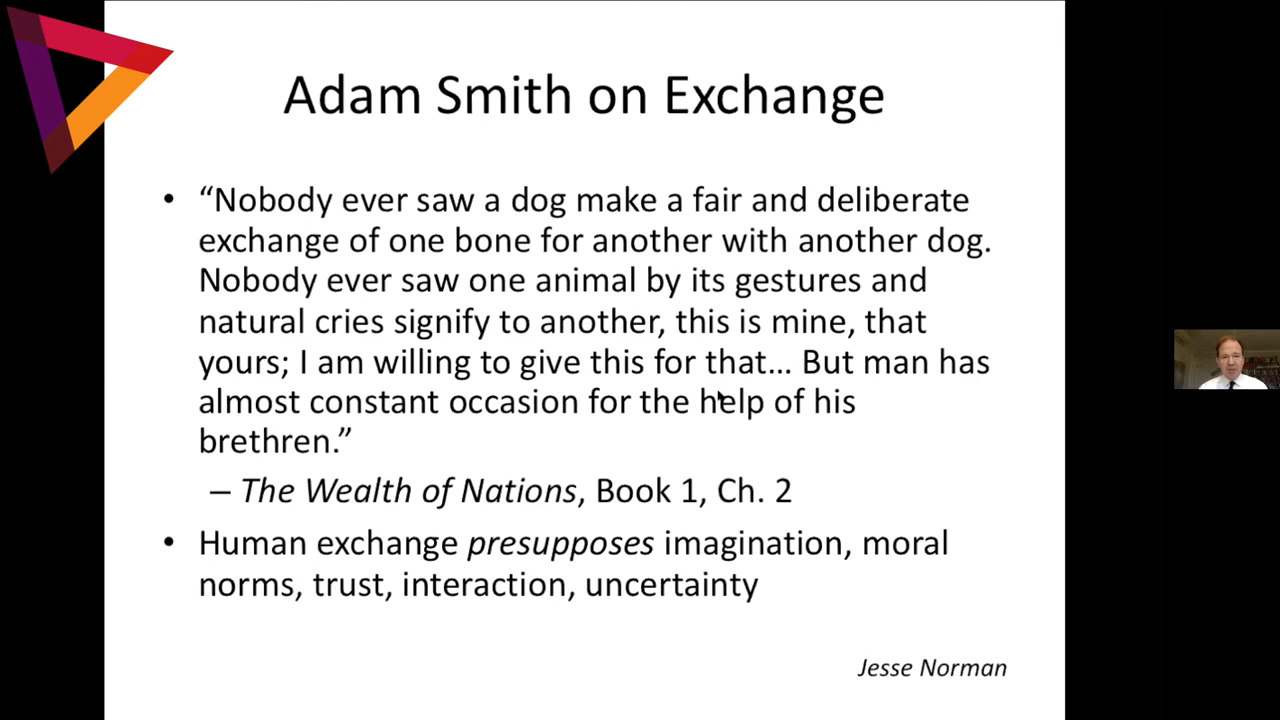 Adam Smith on Exchange
• “Nobody ever saw a dog make a fair and deliberate
exchange of one bone for another with another dog.
Nobody ever saw one animal by its gestures and
natural cries signify to another, this is mine, that
yours; I am willing to give this for that... But man has
almost constant occasion for the help of his
brethren.”
– The Wealth of Nations, Book 1, Ch. 2
• Human exchange presupposes imagination, moral
norms, trust, interaction, uncertainty
Jesse Norman